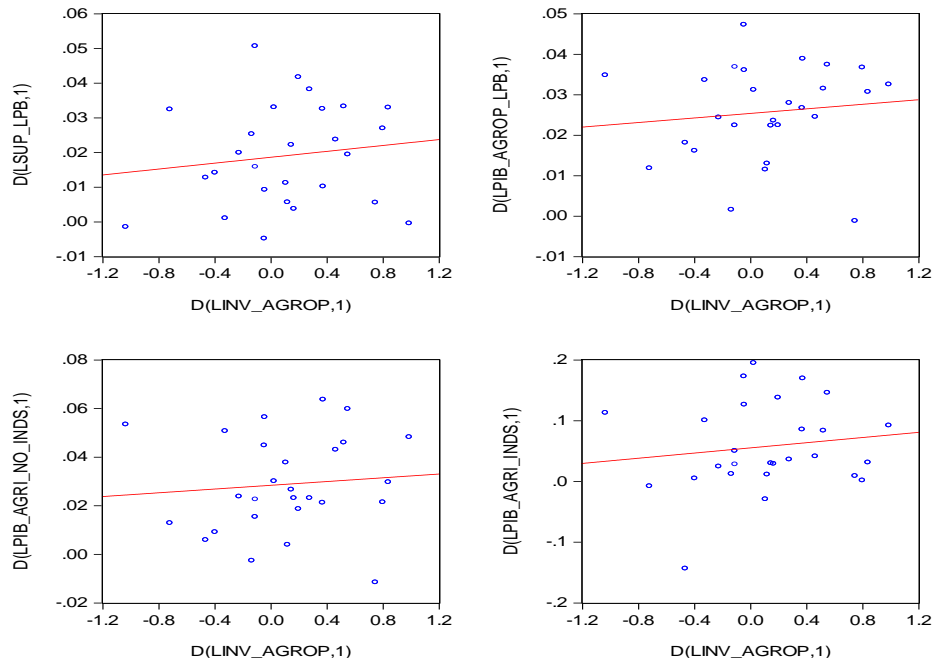 D(LSUP_LPB,1)
.06
.05
.04
.03
.02
.01
.00
-.01
-1.2 -0.8 -0.4 0.0 0.4 0.8 1.2
D(LINV_AGROP,1)
D(LPIB_AGROP_LPB,1)
.05
.04
.03
.02
.01
.00
-.01
-1.2 -0.8 -0.4 0.0 0.4 0.8 1.2
D(LINV_AGROP,1)
D(LPIB_AGRI_NO_INDS,1)
.08
.06
.04
.02
.00
-.02
-1.2 -0.8 -0.4 0.0 0.4 0.8 1.2
D(LINV_AGROP,1)
D(LPIB_AGRI_INDS,1)
.2
.1
.0
-.1
-.2
-1.2 -0.8 -0.4 0.0 0.4 0.8 1.2
D(LINV_AGROP,1)